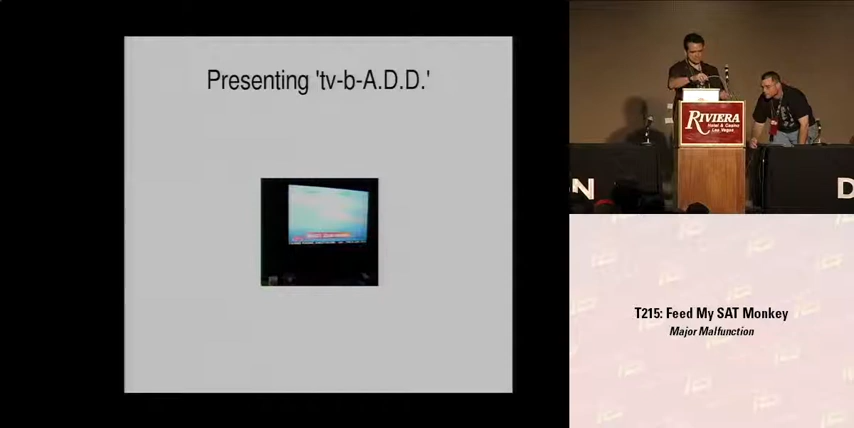 Presenting 'tv-b-A.D.D.'
RIVIERA
Hotel & Casino
Las Vegas
N
D
T215: Feed My SAT Monkey
Major Malfunction